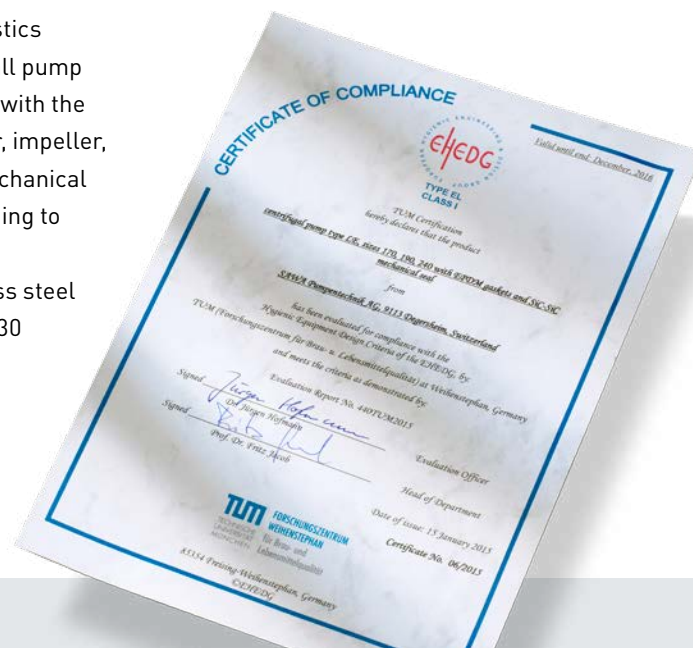 stics
ll pump
with the
r, impeller,
chanical
ing to
ss steel
30
CERTIFICATE OF COMPLIANCE
EHEDG
TYPE EL
CLASS I
Valid until end: December, 2016
TUM Certification
hereby declares that the product
centrifugal pump type LE, sizes 170, 190, 240 with EPDM gaskets and SiC-SiC
mechanical seal
from
SAWA Pumpentechnik AG, 9113 Degersheim, Switzerland
has been evaluated for compliance with the
Hygienic Equipment Design Criteria of the EHEDG, by
TUM (Forschungszentrum für Brau- u. Lebensmittelqualität) at Weihenstephan, Germany
and meets the criteria as demonstrated by:
Evaluation Report No. 440TUM2015
Signed
Dr. Jürgen Hofmann
Evaluation Officer
Signed
Prof. Dr. Fritz Jacob
Head of Department
Date of issue: 15 January 2015
Certificate No. 06/2015
TUM
TECHNISCHE
UNIVERSITÄT
MÜNCHEN
FORSCHUNGSZENTRUM
WEIHENSTEPHAN
für Brau- und
Lebensmittelqualität
85354 Freising-Weihenstephan, Germany
©EHEDG